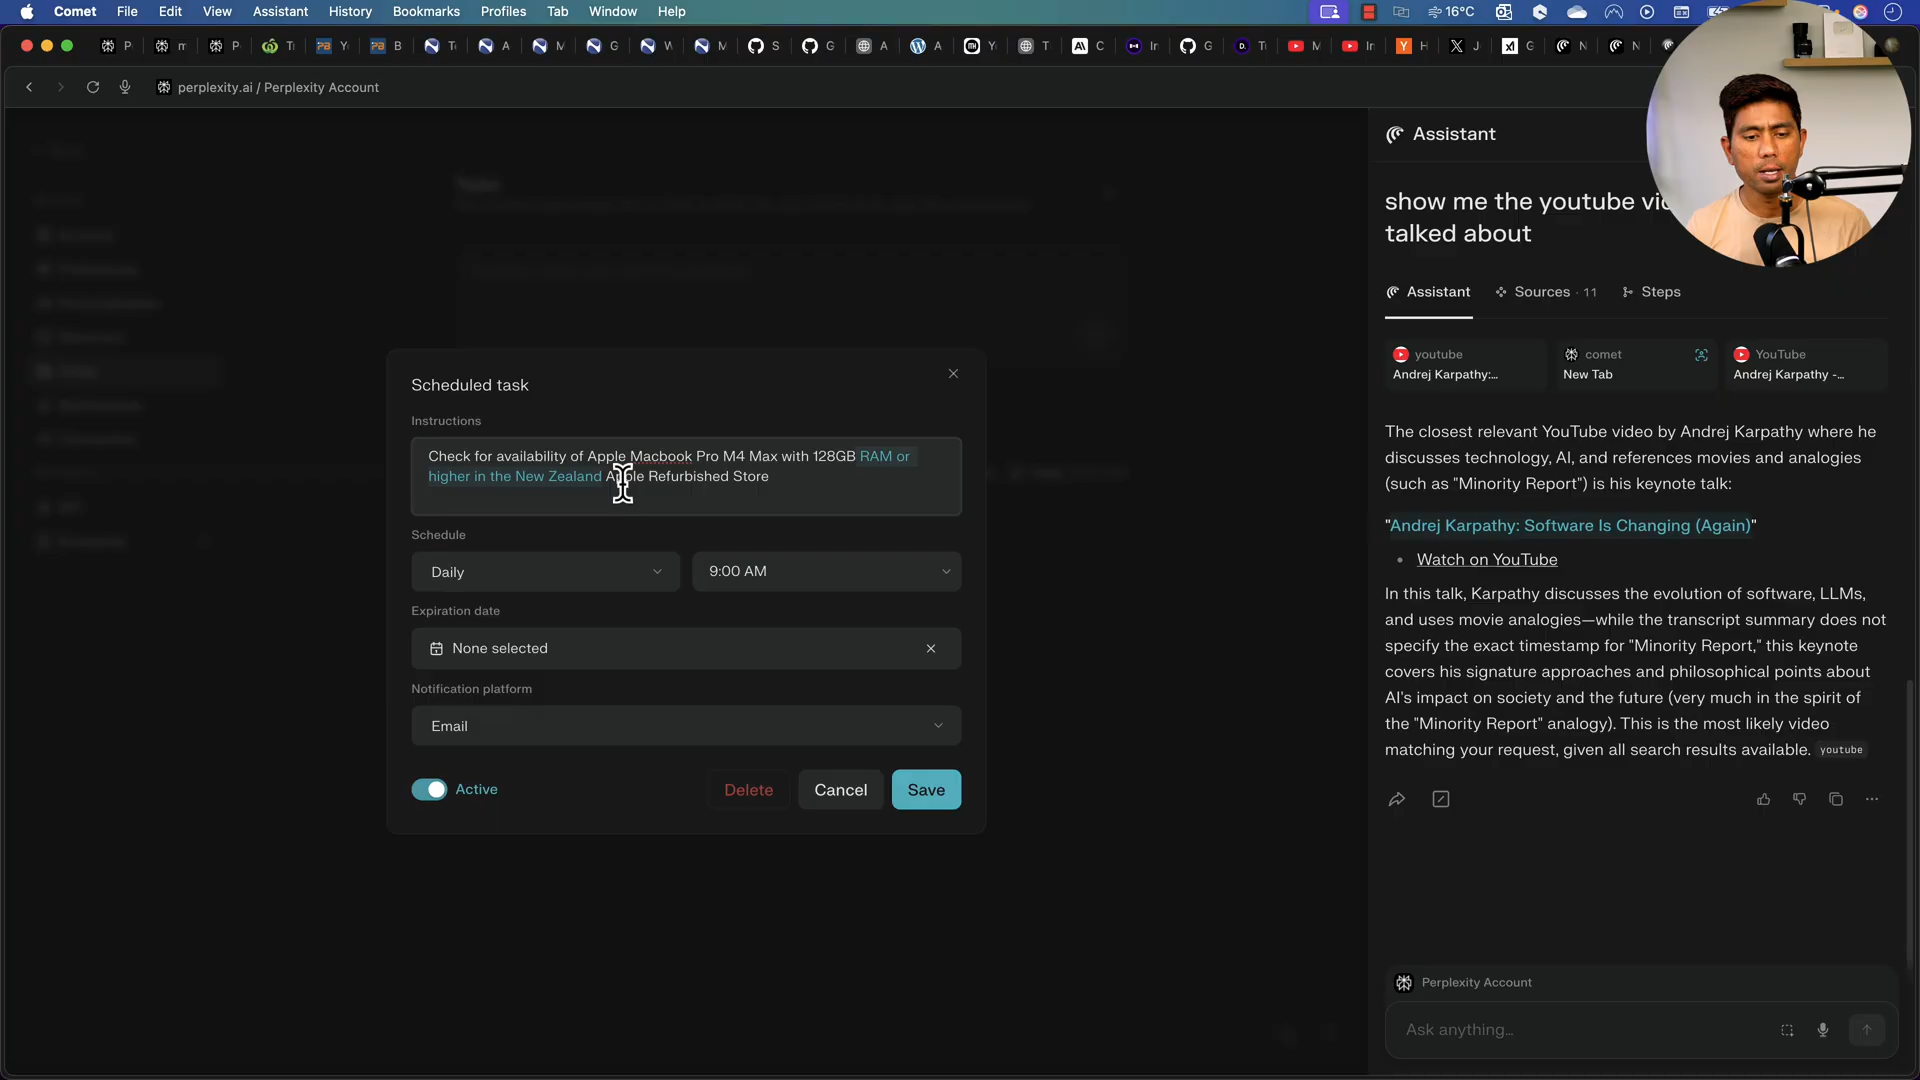 Comet File Edit View Assistant History Bookmarks Profiles Tab Window Help 16°C
perplexity.ai / Perplexity Account
Scheduled task
Instructions
Check for availability of Apple Macbook Pro M4 Max with 128GB RAM or
higher in the New Zealand Apple Refurbished Store
Schedule
Daily
9:00 AM
Expiration date
None selected
Notification platform
Email
Active
Delete
Cancel
Save
Assistant
show me the youtube
talked about
Assistant
Sources · 11
Steps
youtube
Andrej Karpathy:...
comet
New Tab
YouTube
Andrej Karpathy -...
The closest relevant YouTube video by Andrej Karpathy where he
discusses technology, AI, and references movies and analogies
(such as "Minority Report") is his keynote talk:
"Andrej Karpathy: Software Is Changing (Again)"
• Watch on YouTube
In this talk, Karpathy discusses the evolution of software, LLMs,
and uses movie analogies—while the transcript summary does not
specify the exact timestamp for "Minority Report," this keynote
covers his signature approaches and philosophical points about
AI's impact on society and the future (very much in the spirit of
the "Minority Report" analogy). This is the most likely video
matching your request, given all search results available. youtube
Perplexity Account
Ask anything...